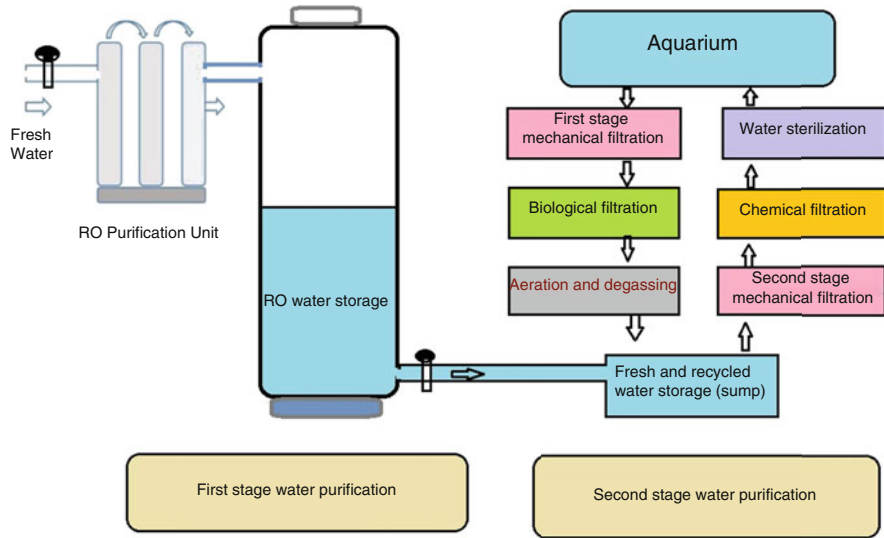 Fresh
Water
RO Purification Unit
RO water storage
Aquarium
First stage
mechanical filtration
Water sterilization
Biological filtration
Chemical filtration
Aeration and degassing
Second stage
mechanical filtration
Fresh and recycled
water storage (sump)
First stage water purification
Second stage water purification